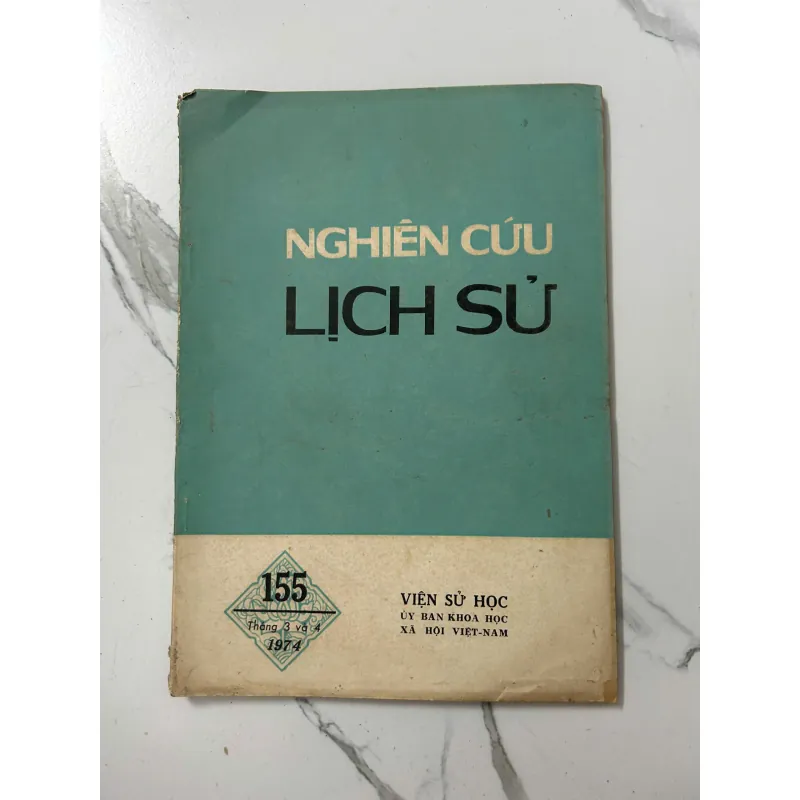 NGHIÊN CỨU
LỊCH SỬ
155
Tháng 3 và 4
1974
VIỆN SỬ HỌC
ỦY BAN KHOA HỌC
XÃ HỘI VIỆT-NAM